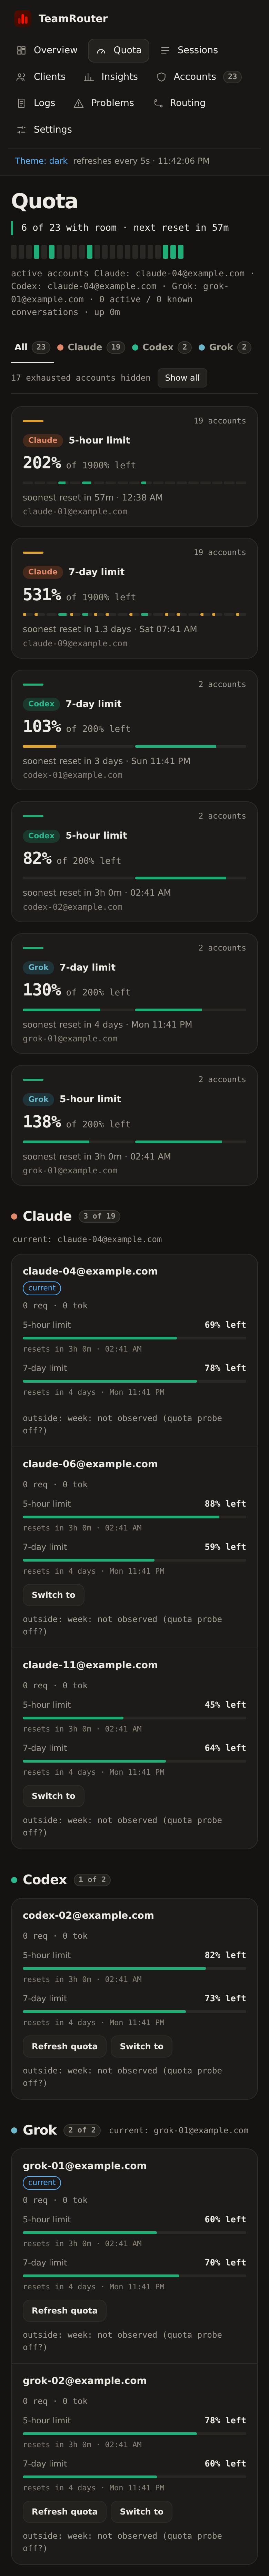 TeamRouter
Overview
Quota
Sessions
Clients
Insights
Accounts 23
Logs
Problems
Routing
Settings
Theme: dark refreshes every 5s · 11:42:06 PM
Quota
6 of 23 with room · next reset in 57m
active accounts Claude: claude-04@example.com ·
Codex: claude-04@example.com · Grok: grok-
01@example.com · 0 active / 0 known
conversations · up 0m
All 23 Claude 19 Codex 2 Grok 2
17 exhausted accounts hidden Show all
19 accounts
Claude 5-hour limit
202% of 1900% left
soonest reset in 57m · 12:38 AM
claude-01@example.com
19 accounts
Claude 7-day limit
531% of 1900% left
soonest reset in 1.3 days · Sat 07:41 AM
claude-09@example.com
2 accounts
Codex 7-day limit
103% of 200% left
soonest reset in 3 days · Sun 11:41 PM
codex-01@example.com
2 accounts
Codex 5-hour limit
82% of 200% left
soonest reset in 3h 0m · 02:41 AM
codex-02@example.com
2 accounts
Grok 7-day limit
130% of 200% left
soonest reset in 4 days · Mon 11:41 PM
grok-01@example.com
2 accounts
Grok 5-hour limit
138% of 200% left
soonest reset in 3h 0m · 02:41 AM
grok-01@example.com
Claude 3 of 19
current: claude-04@example.com
claude-04@example.com
current
0 req · 0 tok
5-hour limit 69% left
resets in 3h 0m · 02:41 AM
7-day limit 78% left
resets in 4 days · Mon 11:41 PM
outside: week: not observed (quota probe
off?)
claude-06@example.com
0 req · 0 tok
5-hour limit 88% left
resets in 3h 0m · 02:41 AM
7-day limit 59% left
resets in 4 days · Mon 11:41 PM
Switch to
outside: week: not observed (quota probe
off?)
claude-11@example.com
0 req · 0 tok
5-hour limit 45% left
resets in 3h 0m · 02:41 AM
7-day limit 64% left
resets in 4 days · Mon 11:41 PM
Switch to
outside: week: not observed (quota probe
off?)
Codex 1 of 2
codex-02@example.com
0 req · 0 tok
5-hour limit 82% left
resets in 3h 0m · 02:41 AM
7-day limit 73% left
resets in 4 days · Mon 11:41 PM
Refresh quota Switch to
outside: week: not observed (quota probe
off?)
Grok 2 of 2 current: grok-01@example.com
grok-01@example.com
current
0 req · 0 tok
5-hour limit 60% left
resets in 3h 0m · 02:41 AM
7-day limit 70% left
resets in 4 days · Mon 11:41 PM
Refresh quota
outside: week: not observed (quota probe
off?)
grok-02@example.com
0 req · 0 tok
5-hour limit 78% left
resets in 3h 0m · 02:41 AM
7-day limit 60% left
resets in 4 days · Mon 11:41 PM
Refresh quota Switch to
outside: week: not observed (quota probe
off?)